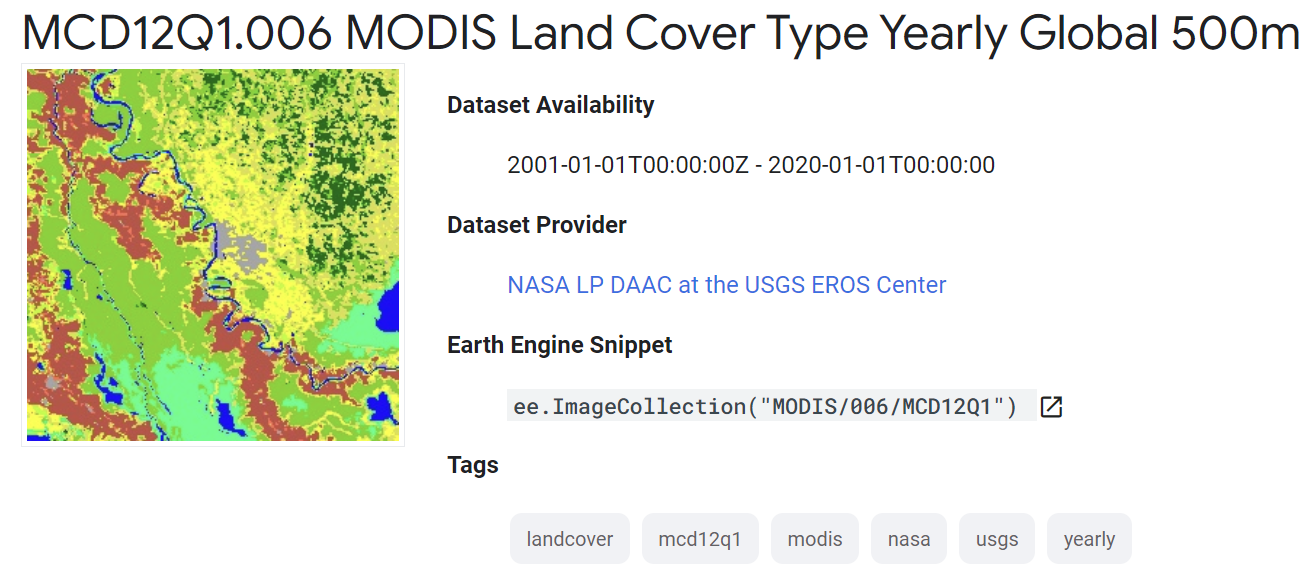 MCD12Q1.006 MODIS Land Cover Type Yearly Global 500m
Dataset Availability
2001-01-01T00:00:00Z - 2020-01-01T00:00:00
Dataset Provider
NASA LP DAAC at the USGS EROS Center
Earth Engine Snippet
ee.ImageCollection("MODIS/006/MCD12Q1")
Tags
landcover mcd12q1 modis nasa usgs yearly